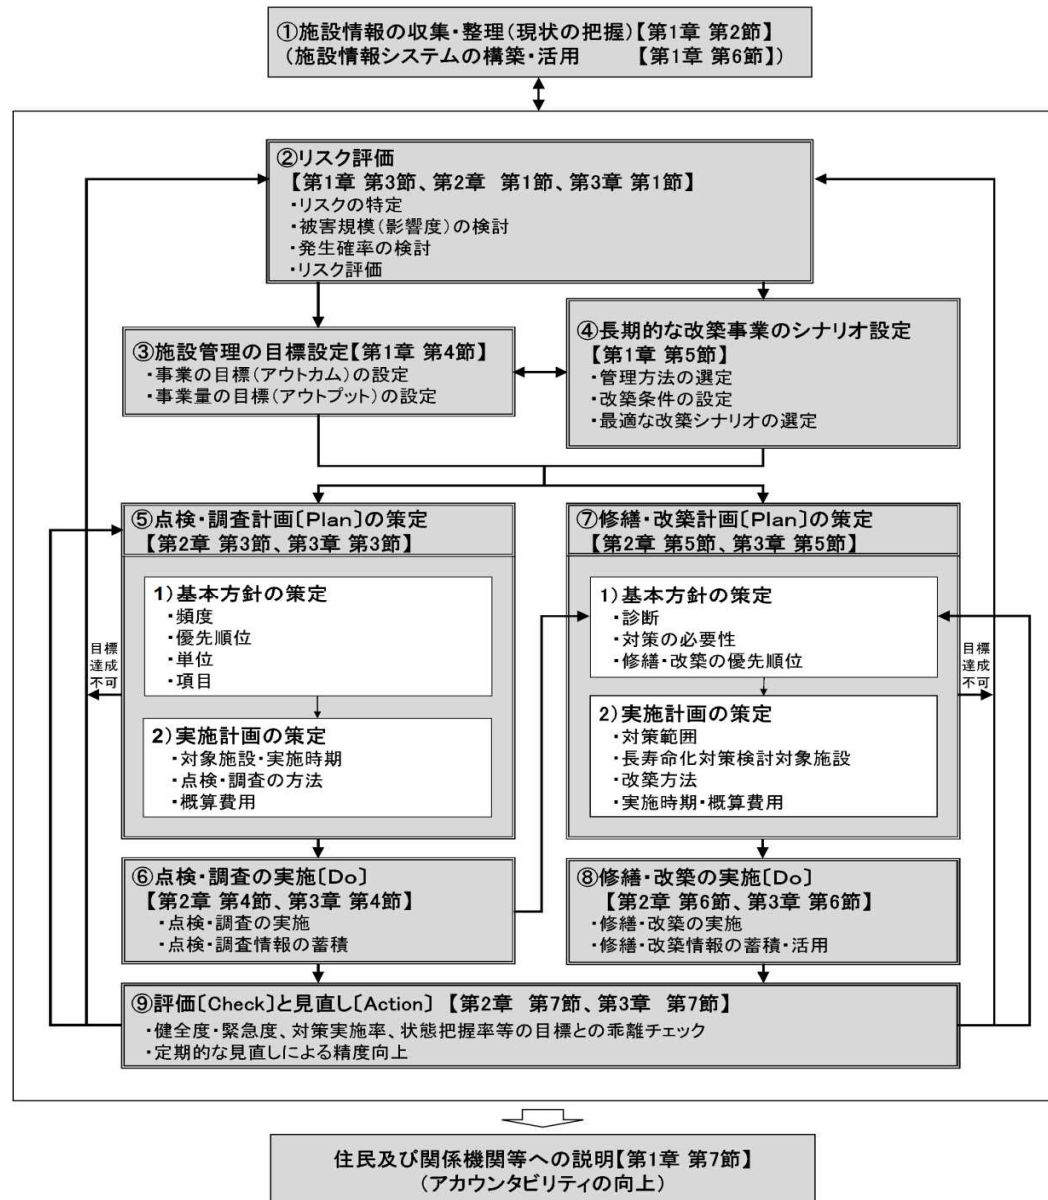 ①施設情報の収集・整理(現状の把握)【第1章 第2節】
(施設情報システムの構築・活用 【第1章 第6節】)
②リスク評価
【第1章 第3節、第2章 第1節、第3章 第1節】
・リスクの特定
・被害規模(影響度)の検討
・発生確率の検討
・リスク評価
③施設管理の目標設定【第1章 第4節】
・事業の目標(アウトカム)の設定
・事業量の目標(アウトプット)の設定
④長期的な改築事業のシナリオ設定
【第1章 第5節】
・管理方法の選定
・改築条件の設定
・最適な改築シナリオの選定
⑤点検・調査計画〔Plan〕の策定
【第2章 第3節、第3章 第3節】
1)基本方針の策定
・頻度
・優先順位
・単位
・項目
2)実施計画の策定
・対象施設・実施時期
・点検・調査の方法
・概算費用
目標
達成
不可
⑦修繕・改築計画〔Plan〕の策定
【第2章 第5節、第3章 第5節】
1)基本方針の策定
・診断
・対策の必要性
・修繕・改築の優先順位
2)実施計画の策定
・対策範囲
・長寿命化対策検討対象施設
・改築方法
・実施時期・概算費用
目標
達成
不可
⑥点検・調査の実施〔Do〕
【第2章 第4節、第3章 第4節】
・点検・調査の実施
・点検・調査情報の蓄積
⑧修繕・改築の実施〔Do〕
【第2章 第6節、第3章 第6節】
・修繕・改築の実施
・修繕・改築情報の蓄積・活用
⑨評価〔Check〕と見直し〔Action〕 【第2章 第7節、第3章 第7節】
・健全度・緊急度、対策実施率、状態把握率等の目標との乖離チェック
・定期的な見直しによる精度向上
住民及び関係機関等への説明【第1章 第7節】
(アカウンタビリティの向上)